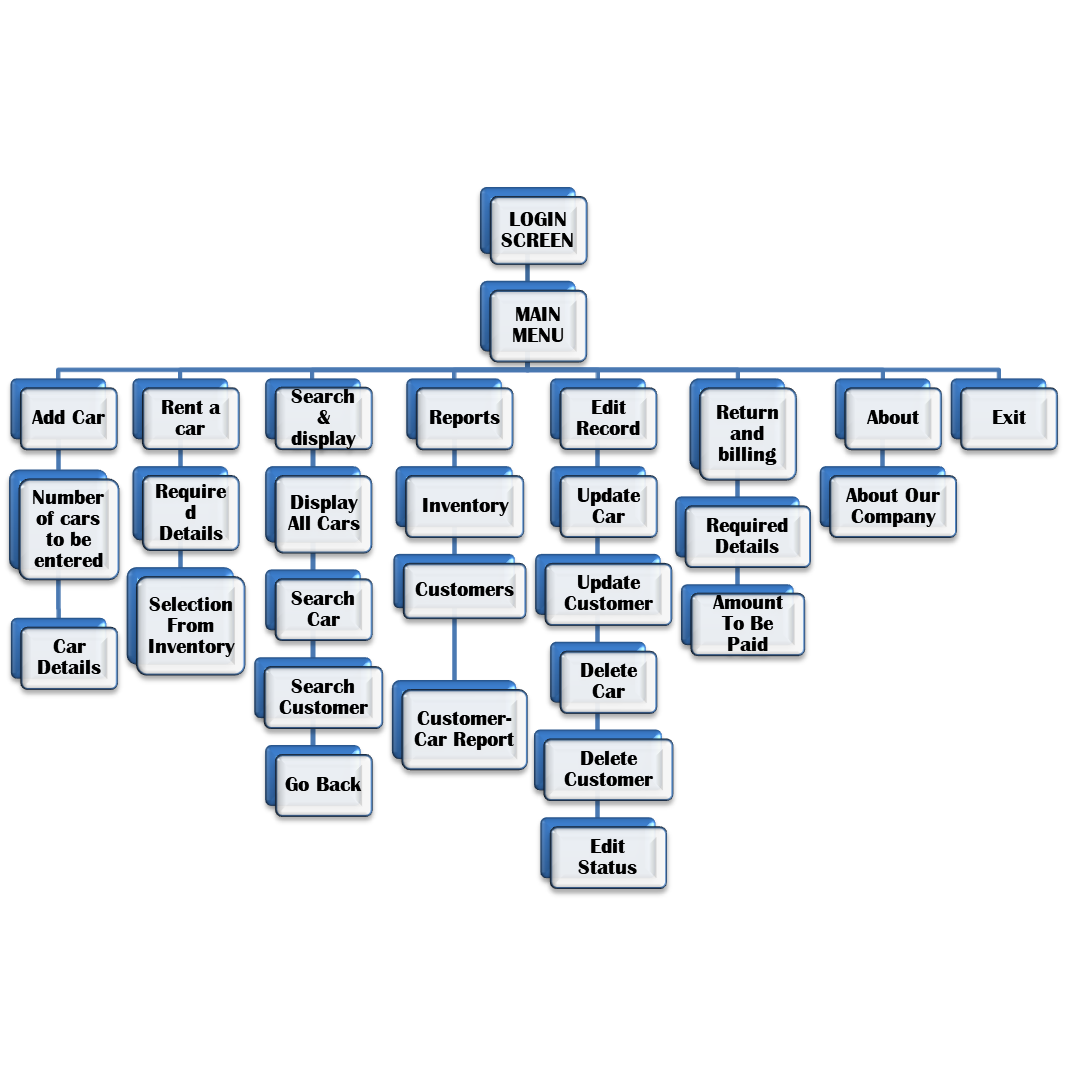 LOGIN
SCREEN
MAIN
MENU
Add Car
Number
of cars
to be
entered
Car
Details
Rent a
car
Require
d
Details
Selection
From
Inventory
Search
&
display
Display
All Cars
Search
Car
Search
Customer
Go Back
Reports
Inventory
Customers
Customer-
Car Report
Edit
Record
Update
Car
Update
Customer
Delete
Car
Delete
Customer
Edit
Status
Return
and
billing
Required
Details
Amount
To Be
Paid
About
About Our
Company
Exit